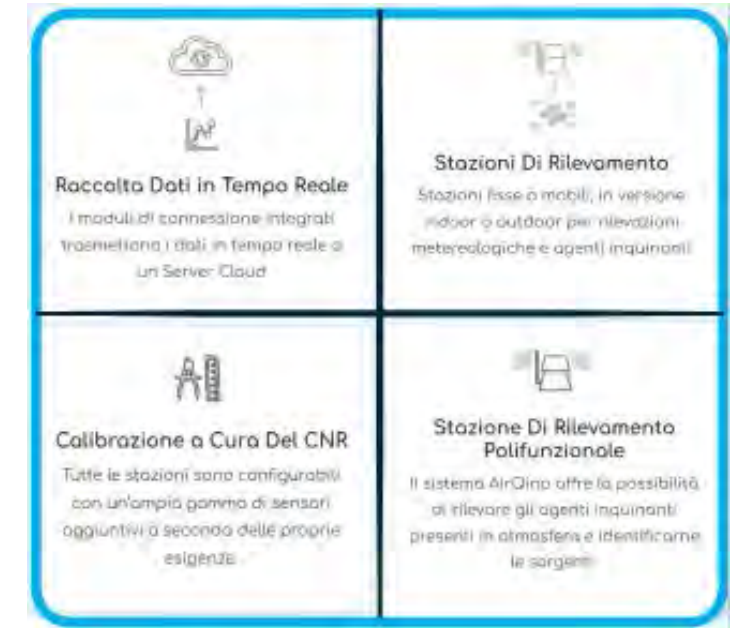 Raccolta Dati in Tempo Reale
I moduli di connessione integrati
trasmettono i dati in tempo reale a
un Server Cloud
Stazioni Di Rilevamento
Stazioni fisse o mobili, in versione
indoor o outdoor per rilevazioni
metereologiche e agenti inquinanti
Calibrazione a Cura Del CNR
Tutte le stazioni sono configurabili
con un'ampia gamma di sensori
aggiuntivi a seconda delle proprie
esigenze
Stazione Di Rilevamento
Polifunzionale
Il sistema AirQino offre la possibilità
di rilevare gli agenti inquinanti
presenti in atmosfera e identificarne
le sorgenti